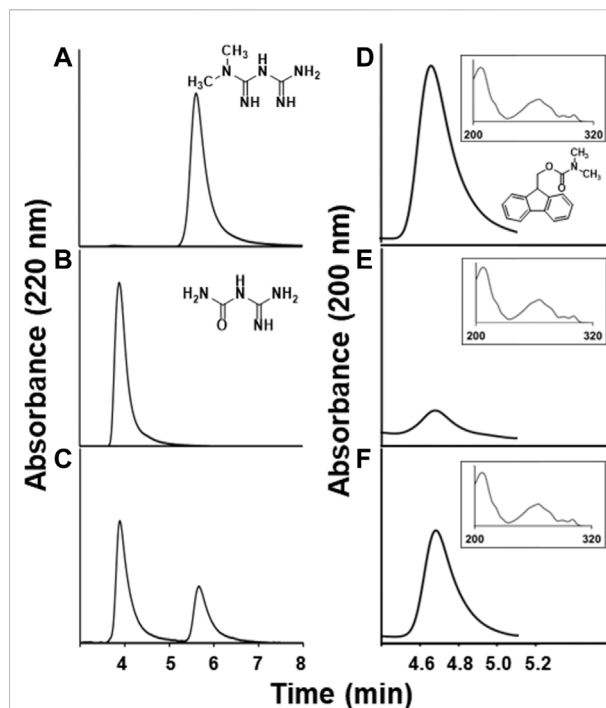 A
CH₃
N
H₃C
H
N
NH₂
NH
NH
B
H₂N
H
N
NH₂
O
NH
C
Absorbance (220 nm)
4
5
6
7
8
D
200
320
O
O
CH₃
N
CH₃
E
200
320
F
200
320
Absorbance (200 nm)
4.6
4.8
5.0
5.2
Time (min)